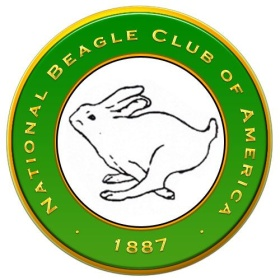 NATIONAL BEAGLE CLUB OF AMERICA
· 1887 ·